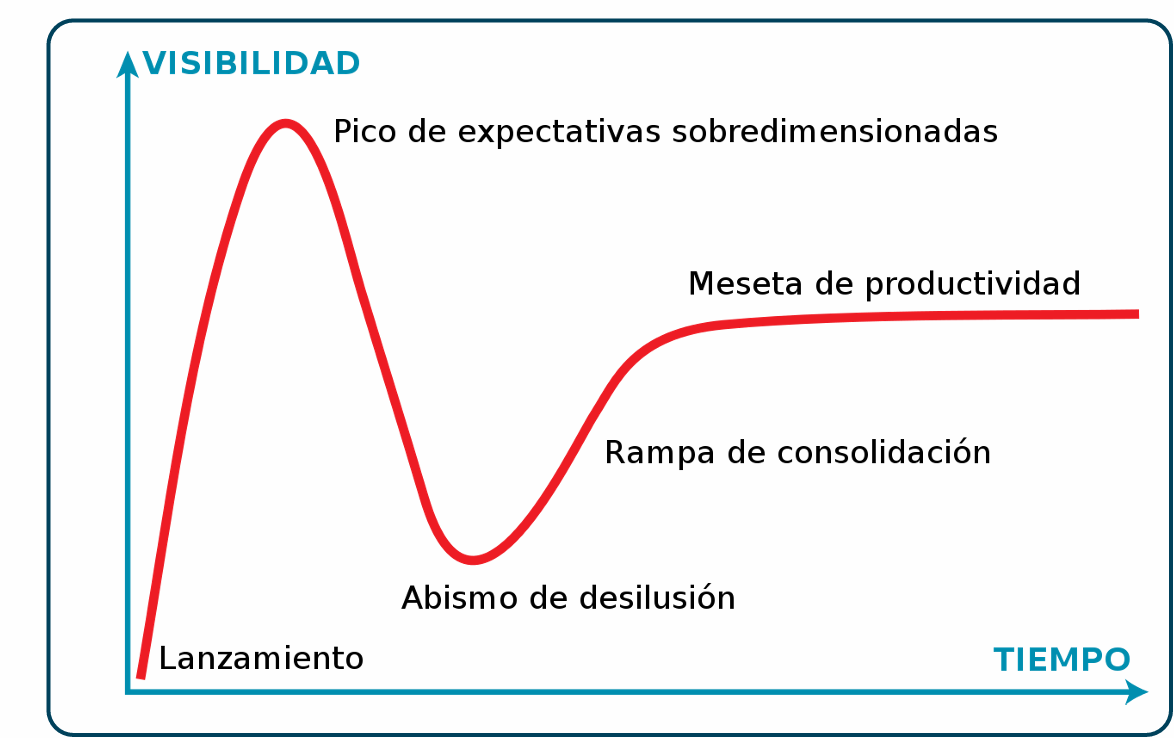 VISIBILIDAD
Pico de expectativas sobredimensionadas
Meseta de productividad
Rampa de consolidación
Abismo de desilusión
Lanzamiento
TIEMPO